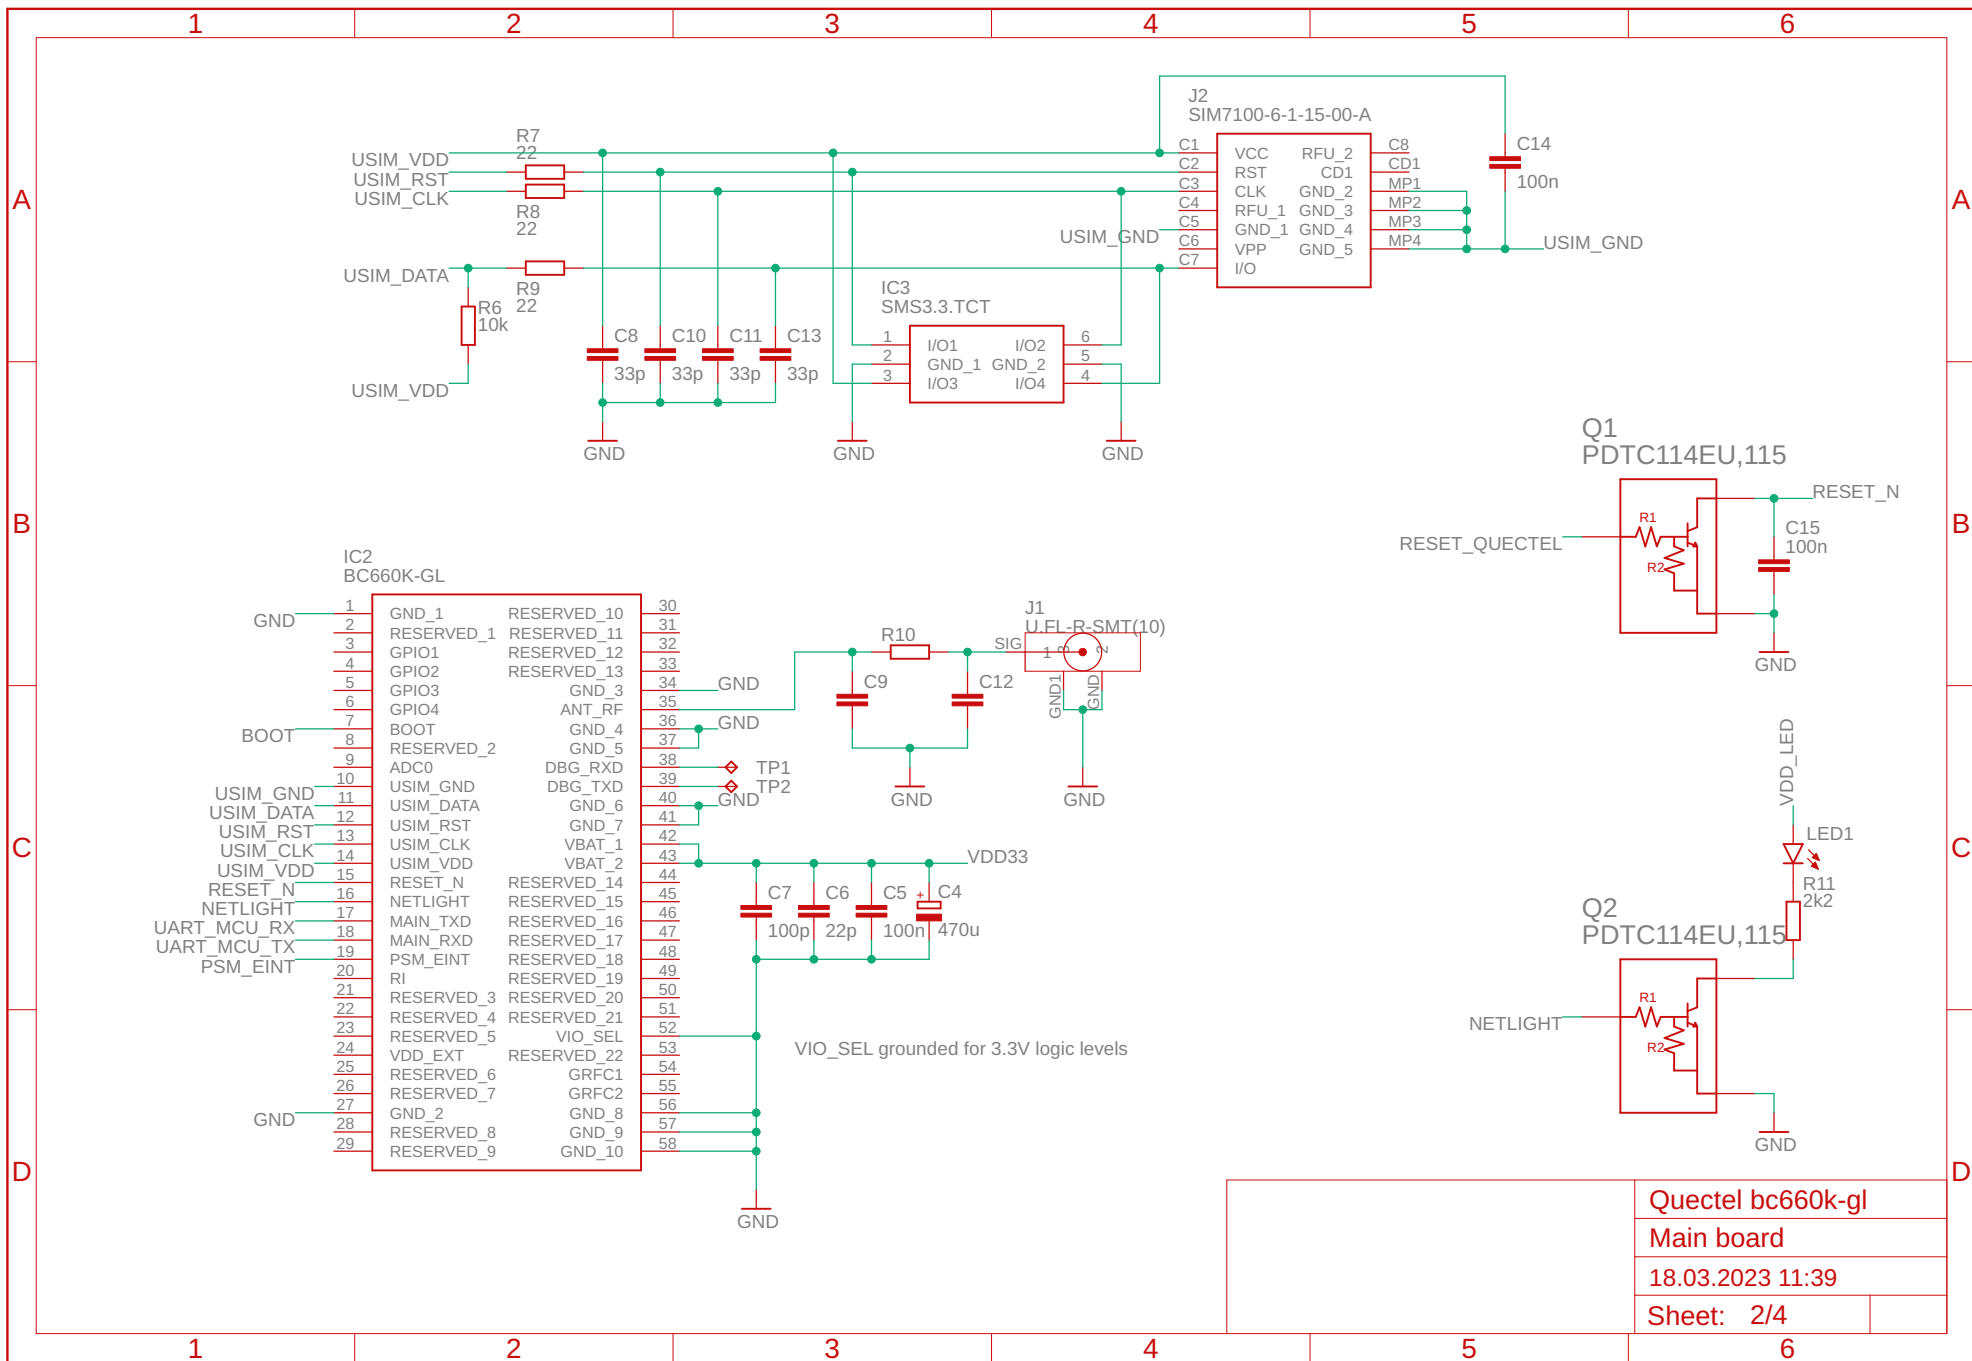 1 2 3 4 5 6
A A
B B
C C
D D
1 2 3 4 5 6
R7
22
USIM_VDD
USIM_RST
USIM_CLK
R8
22
USIM_DATA
R9
22
R6
10k
USIM_VDD
C8
33p
C10
33p
C11
33p
C13
33p
GND
IC3
SMS3.3.TCT
1 I/O1 I/O2 6
2 GND_1 GND_2 5
3 I/O3 I/O4 4
GND
GND
J2
SIM7100-6-1-15-00-A
C1 VCC RFU_2 C8
C2 RST CD1 CD1
C3 CLK GND_2 MP1
C4 RFU_1 GND_3 MP2
C5 GND_1 GND_4 MP3
C6 VPP GND_5 MP4
C7 I/O
USIM_GND
USIM_GND
C14
100n
Q1
PDTC114EU,115
R1
R2
RESET_QUECTEL
RESET_N
C15
100n
GND
IC2
BC660K-GL
1 GND_1 RESERVED_10 30
2 RESERVED_1 RESERVED_11 31
3 GPIO1 RESERVED_12 32
4 GPIO2 RESERVED_13 33
5 GPIO3 GND_3 34
6 GPIO4 ANT_RF 35
7 BOOT GND_4 36
8 RESERVED_2 GND_5 37
9 ADC0 DBG_RXD 38
10 USIM_GND DBG_TXD 39
11 USIM_DATA GND_6 40
12 USIM_RST GND_7 41
13 USIM_CLK VBAT_1 42
14 USIM_VDD VBAT_2 43
15 RESET_N RESERVED_14 44
16 NETLIGHT RESERVED_15 45
17 MAIN_TXD RESERVED_16 46
18 MAIN_RXD RESERVED_17 47
19 PSM_EINT RESERVED_18 48
20 RI RESERVED_19 49
21 RESERVED_3 RESERVED_20 50
22 RESERVED_4 RESERVED_21 51
23 RESERVED_5 VIO_SEL 52
24 VDD_EXT RESERVED_22 53
25 RESERVED_6 GRFC1 54
26 RESERVED_7 GRFC2 55
27 GND_2 GND_8 56
28 RESERVED_8 GND_9 57
29 RESERVED_9 GND_10 58
GND
BOOT
USIM_GND
USIM_DATA
USIM_RST
USIM_CLK
USIM_VDD
RESET_N
NETLIGHT
UART_MCU_RX
UART_MCU_TX
PSM_EINT
GND
GND
GND
TP1
TP2
GND
VDD33
C7
100p
C6
22p
C5
100n
+ C4
470u
VIO_SEL grounded for 3.3V logic levels
GND
R10
C9
C12
GND
J1
U.FL-R-SMT(10)
SIG
1 3 2
GND1
GND
GND
VDD_LED
LED1
R11
2k2
Q2
PDTC114EU,115
R1
R2
NETLIGHT
GND
Quectel bc660k-gl
Main board
18.03.2023 11:39
Sheet: 2/4